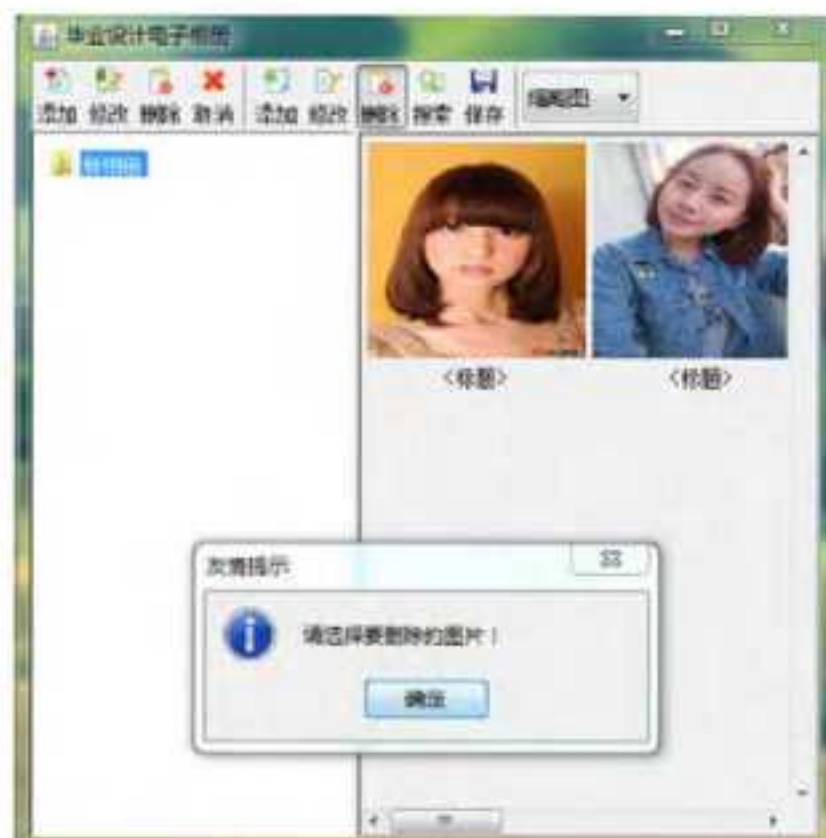 毕业设计电子相册
添加 修改 删除 取消 添加 修改 删除 搜索 保存 缩略图
<标题> <标题>
友情提示
请选择要删除的图片！
确定